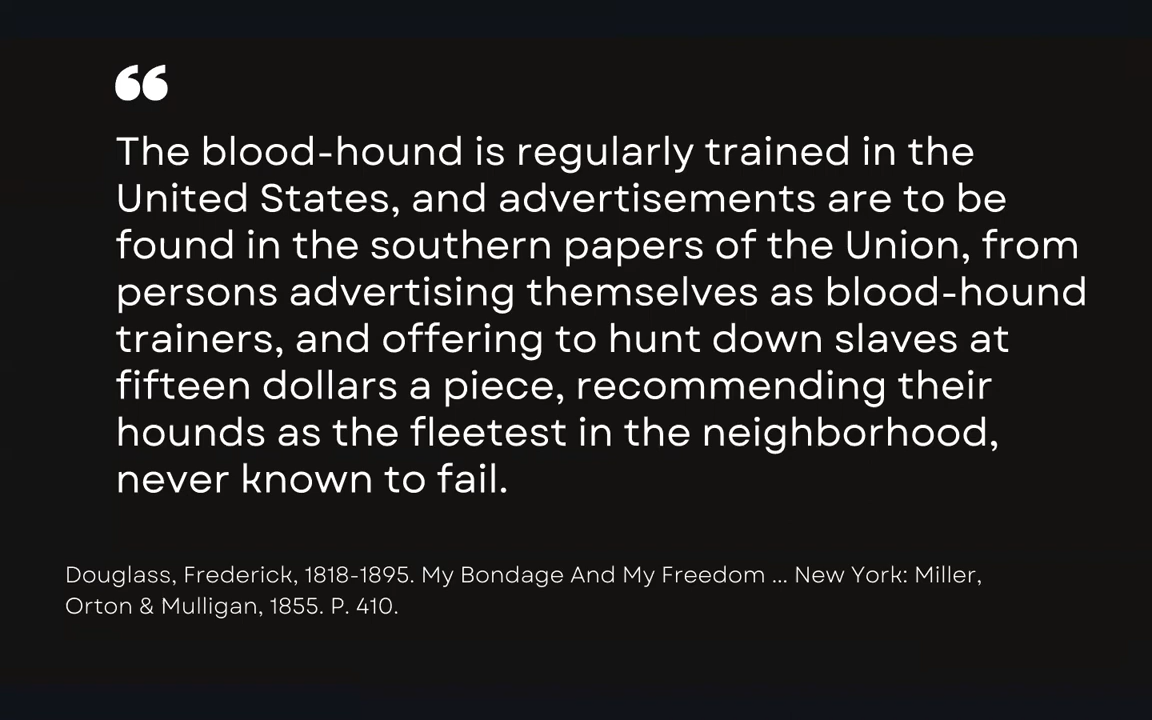 “
The blood-hound is regularly trained in the
United States, and advertisements are to be
found in the southern papers of the Union, from
persons advertising themselves as blood-hound
trainers, and offering to hunt down slaves at
fifteen dollars a piece, recommending their
hounds as the fleetest in the neighborhood,
never known to fail.
Douglass, Frederick, 1818-1895. My Bondage And My Freedom ... New York: Miller,
Orton & Mulligan, 1855. P. 410.